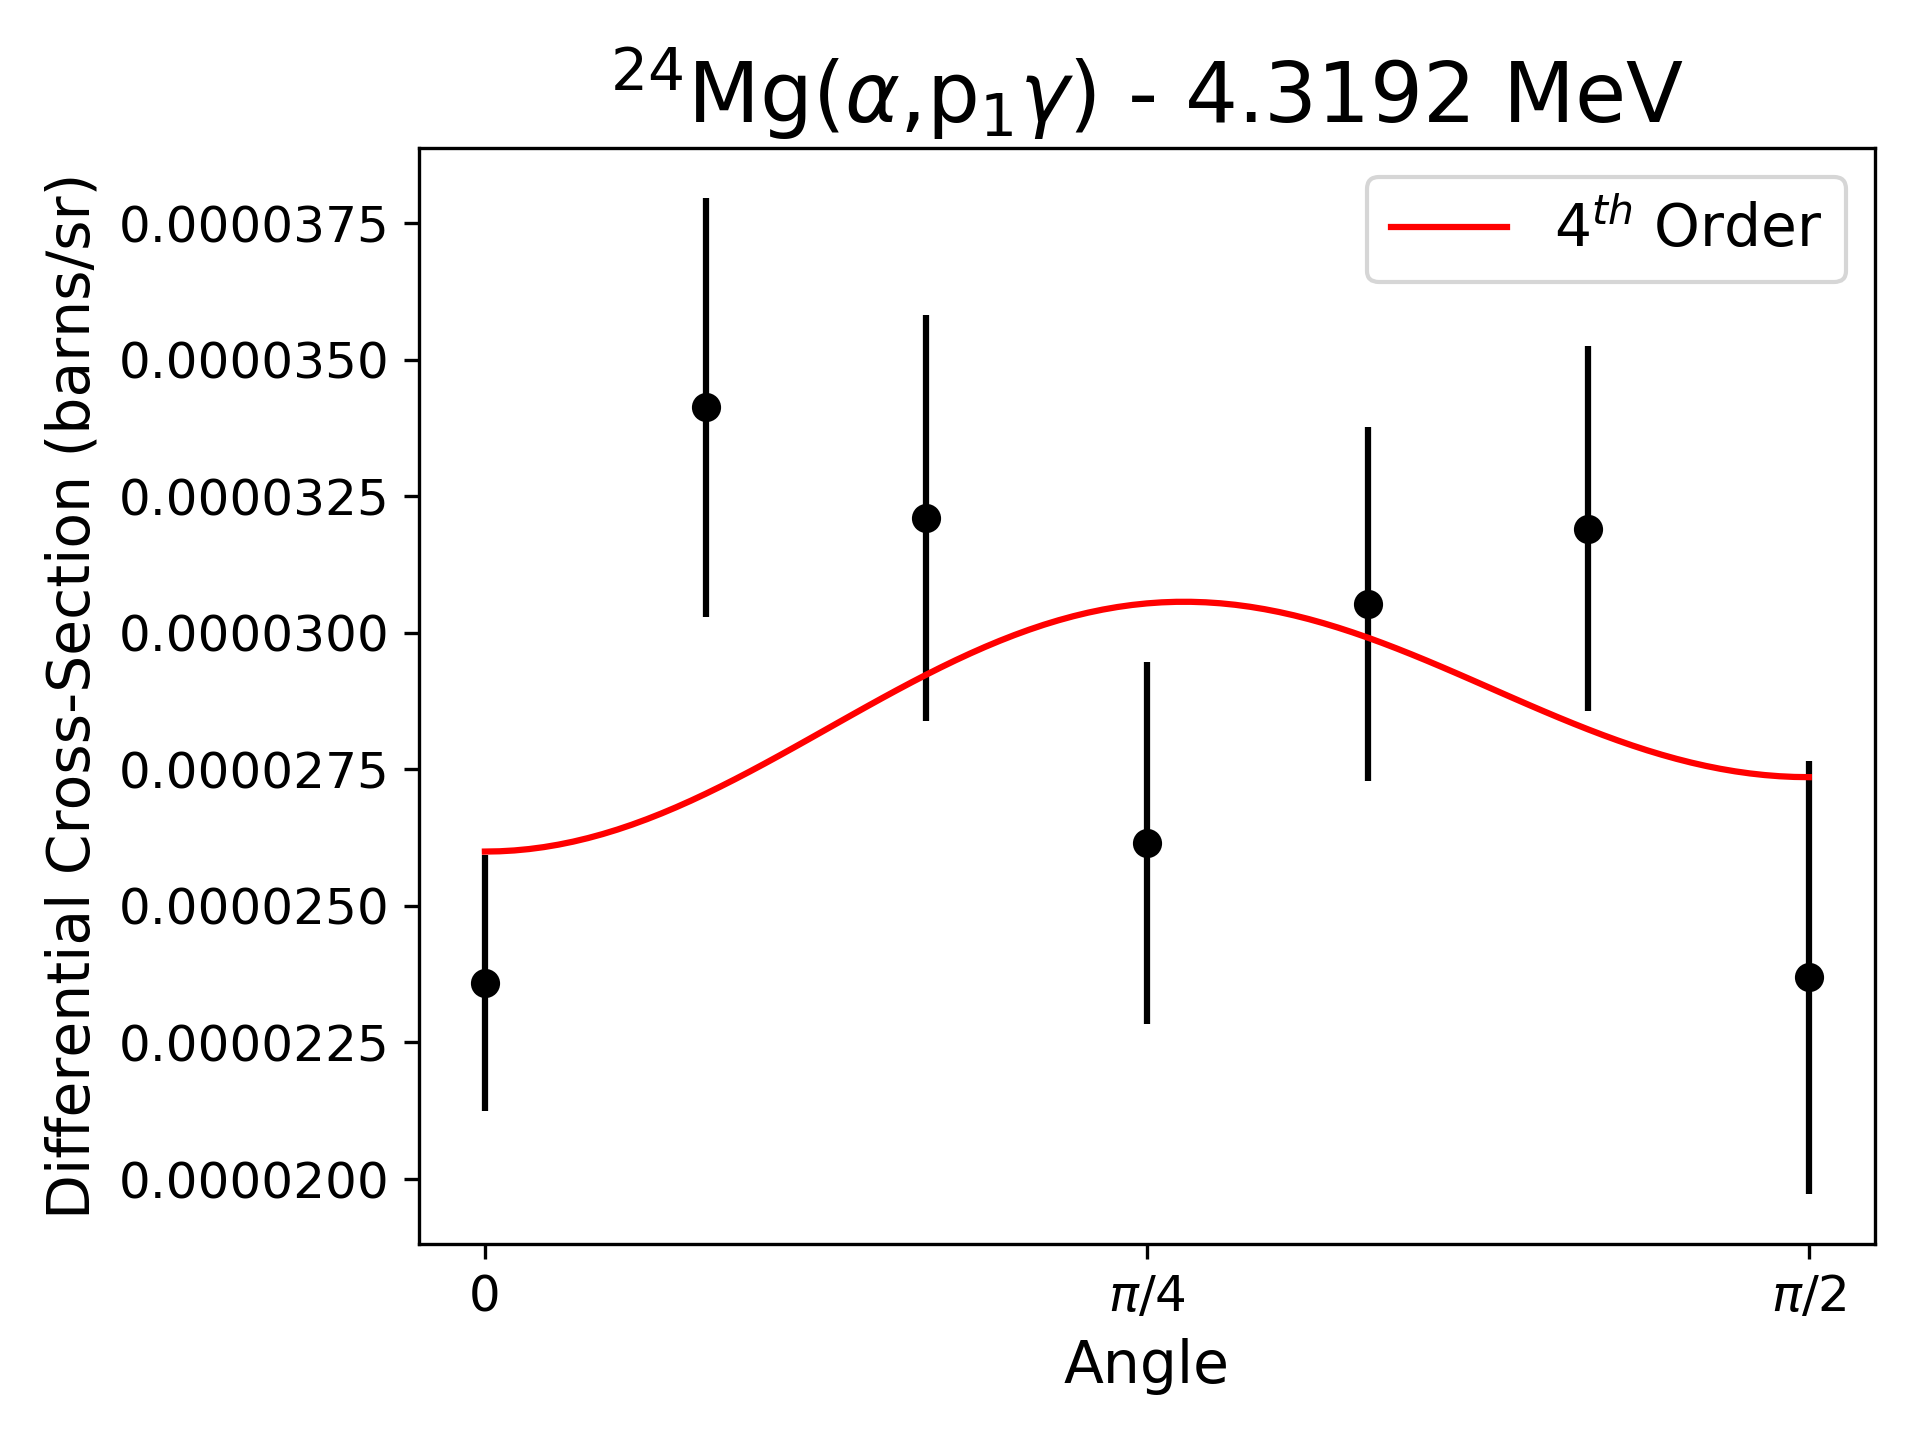 ²⁴Mg(α,p₁γ) - 4.3192 MeV
4ᵗʰ Order
Differential Cross-Section (barns/sr)
0.0000375
0.0000350
0.0000325
0.0000300
0.0000275
0.0000250
0.0000225
0.0000200
0 π/4 π/2
Angle